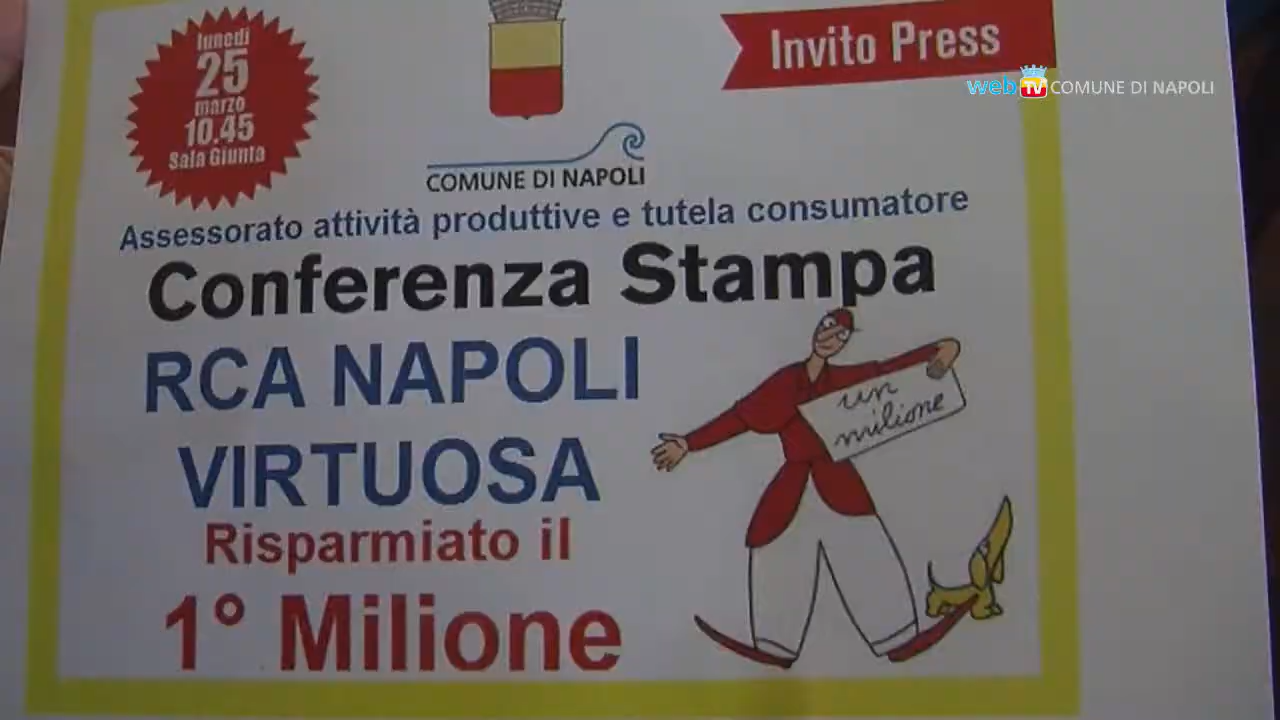 lunedì
25
marzo
10.45
Sala Giunta
Invito Press
web TV COMUNE DI NAPOLI
COMUNE DI NAPOLI
Assessorato attività produttive e tutela consumatore
Conferenza Stampa
RCA NAPOLI
VIRTUOSA
Risparmiato il
1° Milione
un
milione